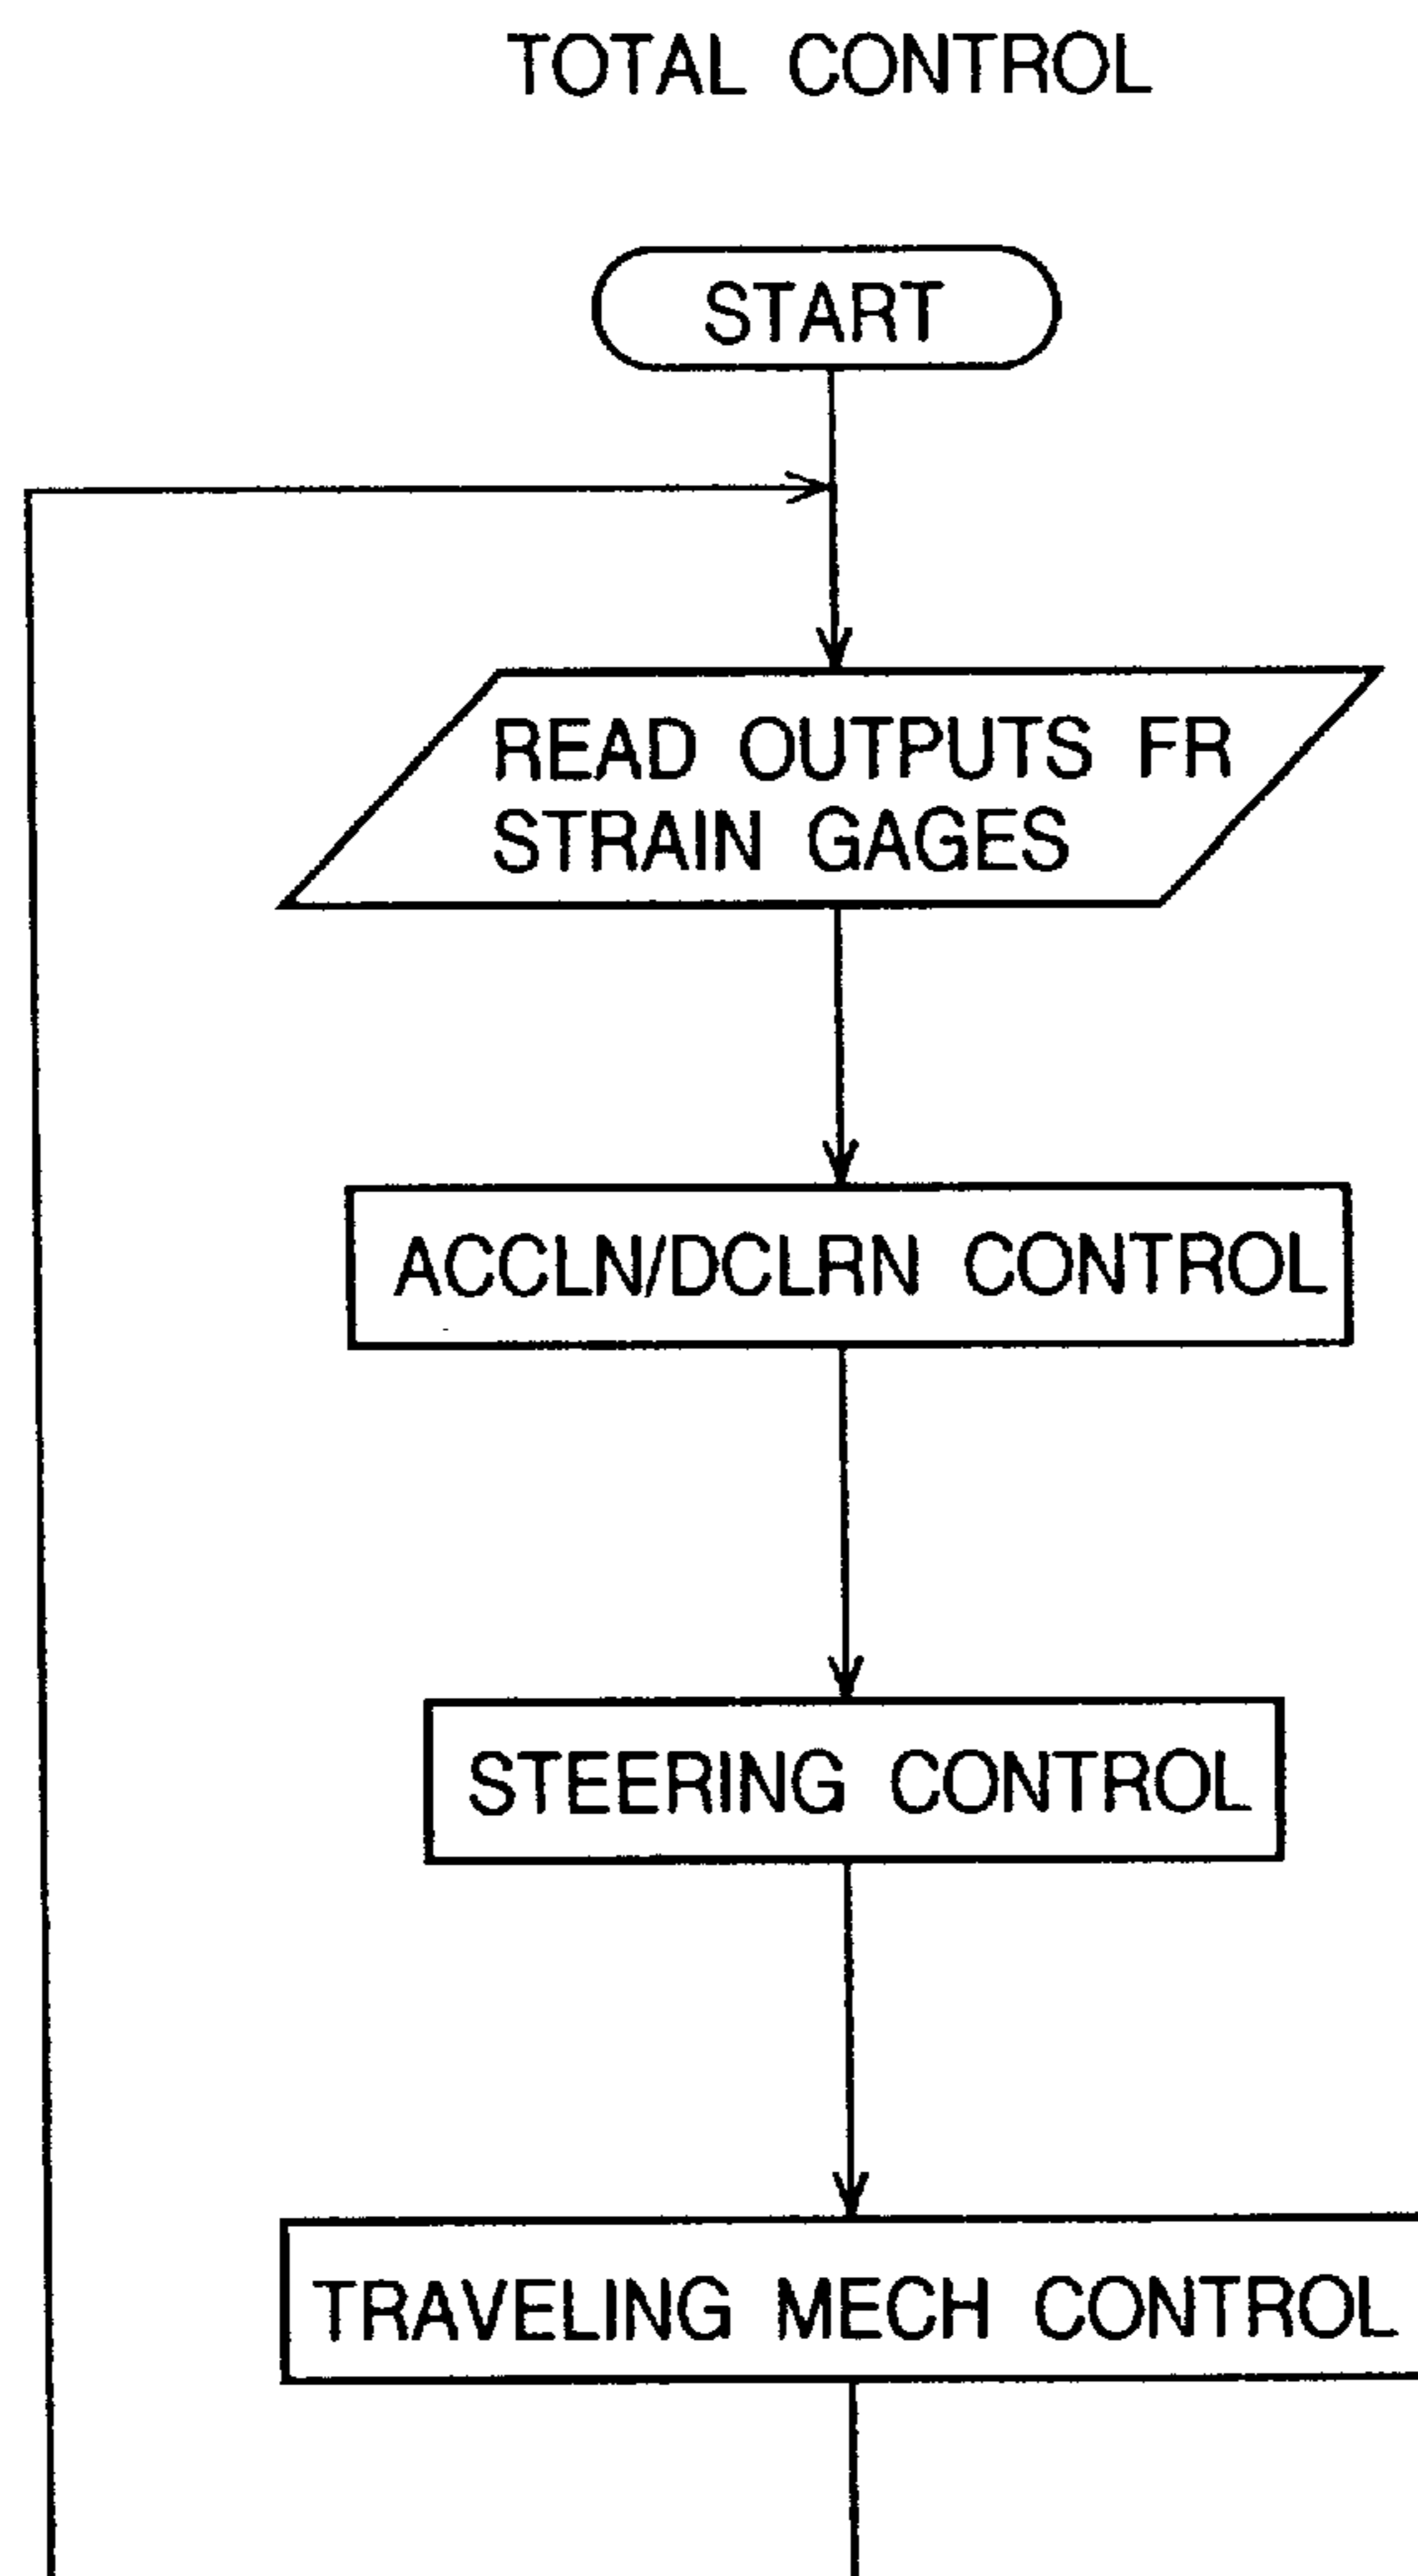 TOTAL CONTROL
START
READ OUTPUTS FR
STRAIN GAGES
ACCLN/DCLRN CONTROL
STEERING CONTROL
TRAVELING MECH CONTROL